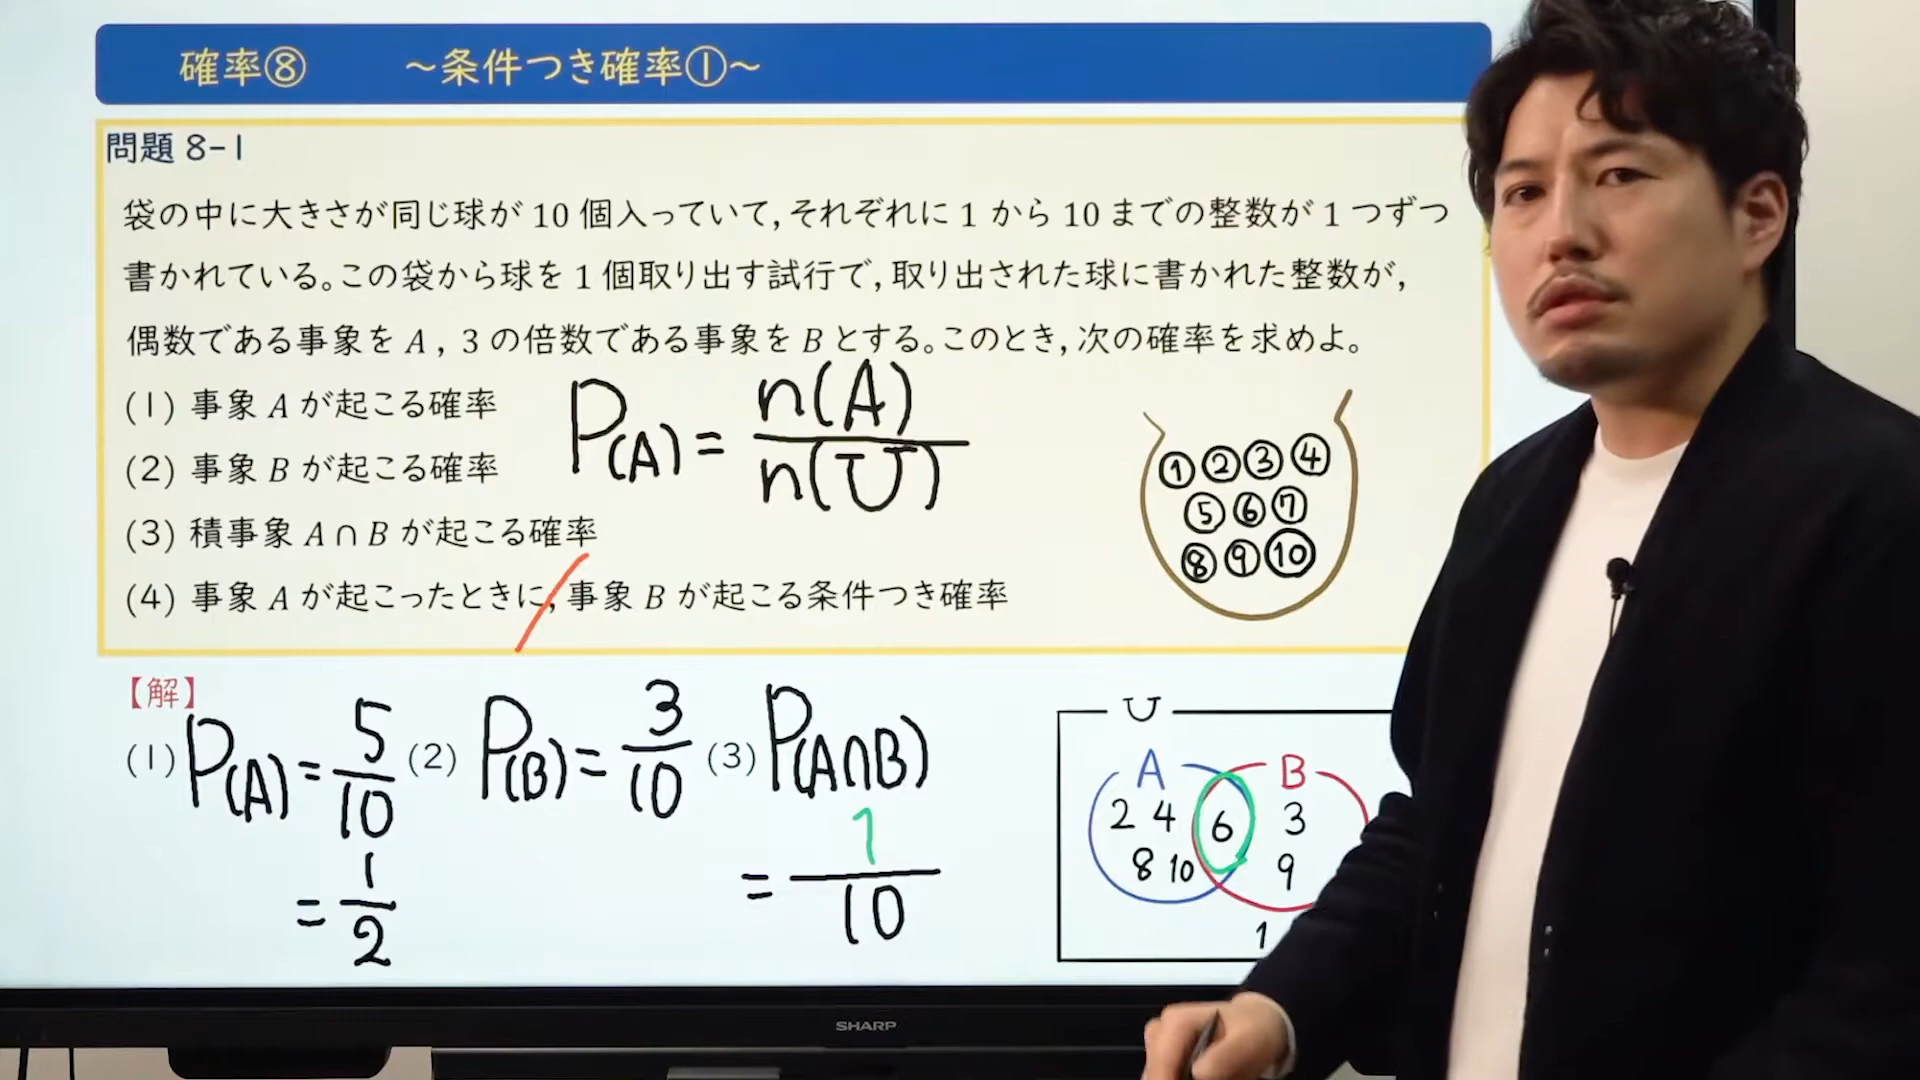 確率⑧ ～条件つき確率①～
問題 8-1
袋の中に大きさが同じ球が 10 個入っていて, それぞれに 1 から 10 までの整数が 1 つずつ
書かれている。この袋から球を 1 個取り出す試行で, 取り出された球に書かれた整数が,
偶数である事象を A , 3 の倍数である事象を B とする。このとき, 次の確率を求めよ。
(1) 事象 A が起こる確率
(2) 事象 B が起こる確率
(3) 積事象 A∩B が起こる確率
(4) 事象 A が起こったときに, 事象 B が起こる条件つき確率
P(A) = n(A)/n(U)
① ② ③ ④
⑤ ⑥ ⑦
⑧ ⑨ ⑩
【解】
(1) P(A) = 5/10
= 1/2
(2) P(B) = 3/10
(3) P(A∩B)
= 1/10
U
A B
2 4 6 3
8 10 9
1
SHARP